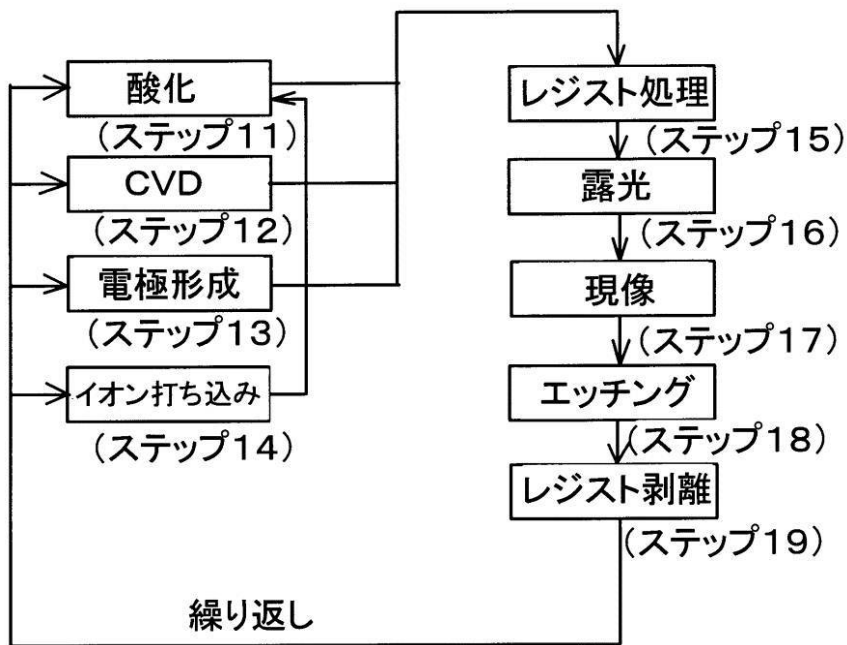 酸化
(ステップ11)
CVD
(ステップ12)
電極形成
(ステップ13)
イオン打ち込み
(ステップ14)
レジスト処理
(ステップ15)
露光
(ステップ16)
現像
(ステップ17)
エッチング
(ステップ18)
レジスト剥離
(ステップ19)
繰り返し